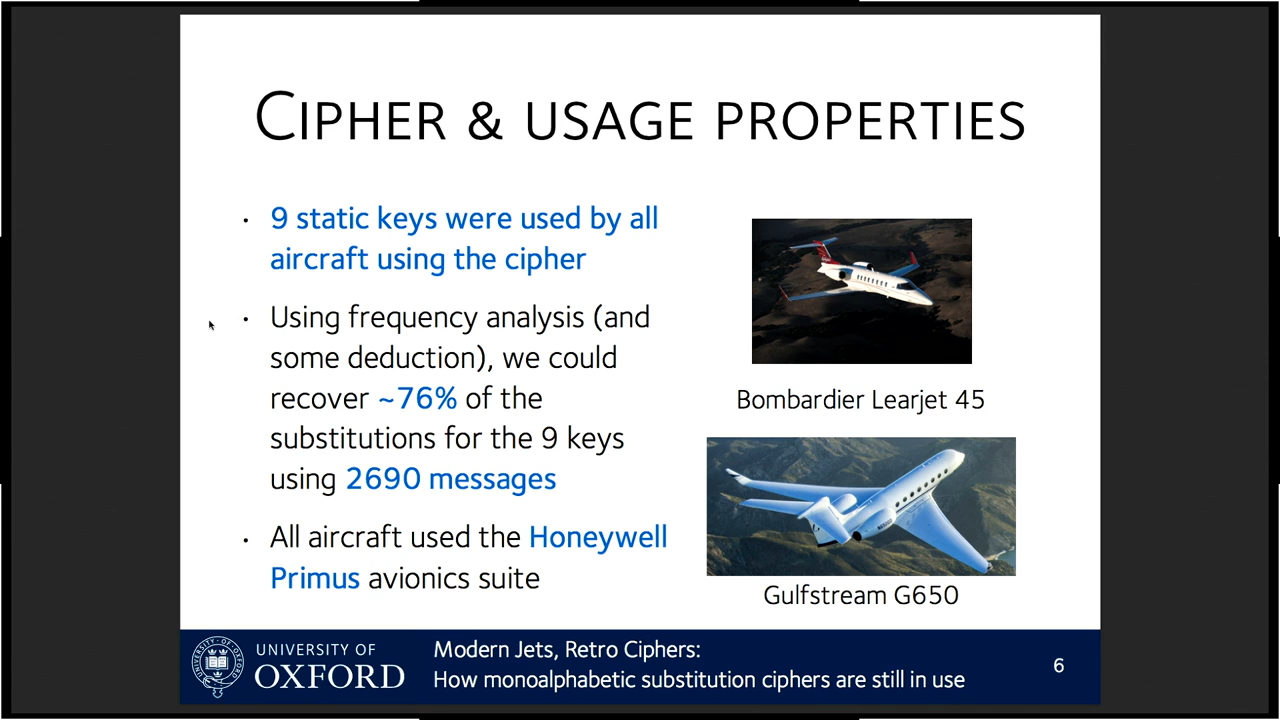 CIPHER & USAGE PROPERTIES
• 9 static keys were used by all
aircraft using the cipher
• Using frequency analysis (and
some deduction), we could
recover ~76% of the
substitutions for the 9 keys
using 2690 messages
• All aircraft used the Honeywell
Primus avionics suite
Bombardier Learjet 45
Gulfstream G650
UNIVERSITY OF
OXFORD
Modern Jets, Retro Ciphers:
How monoalphabetic substitution ciphers are still in use
6